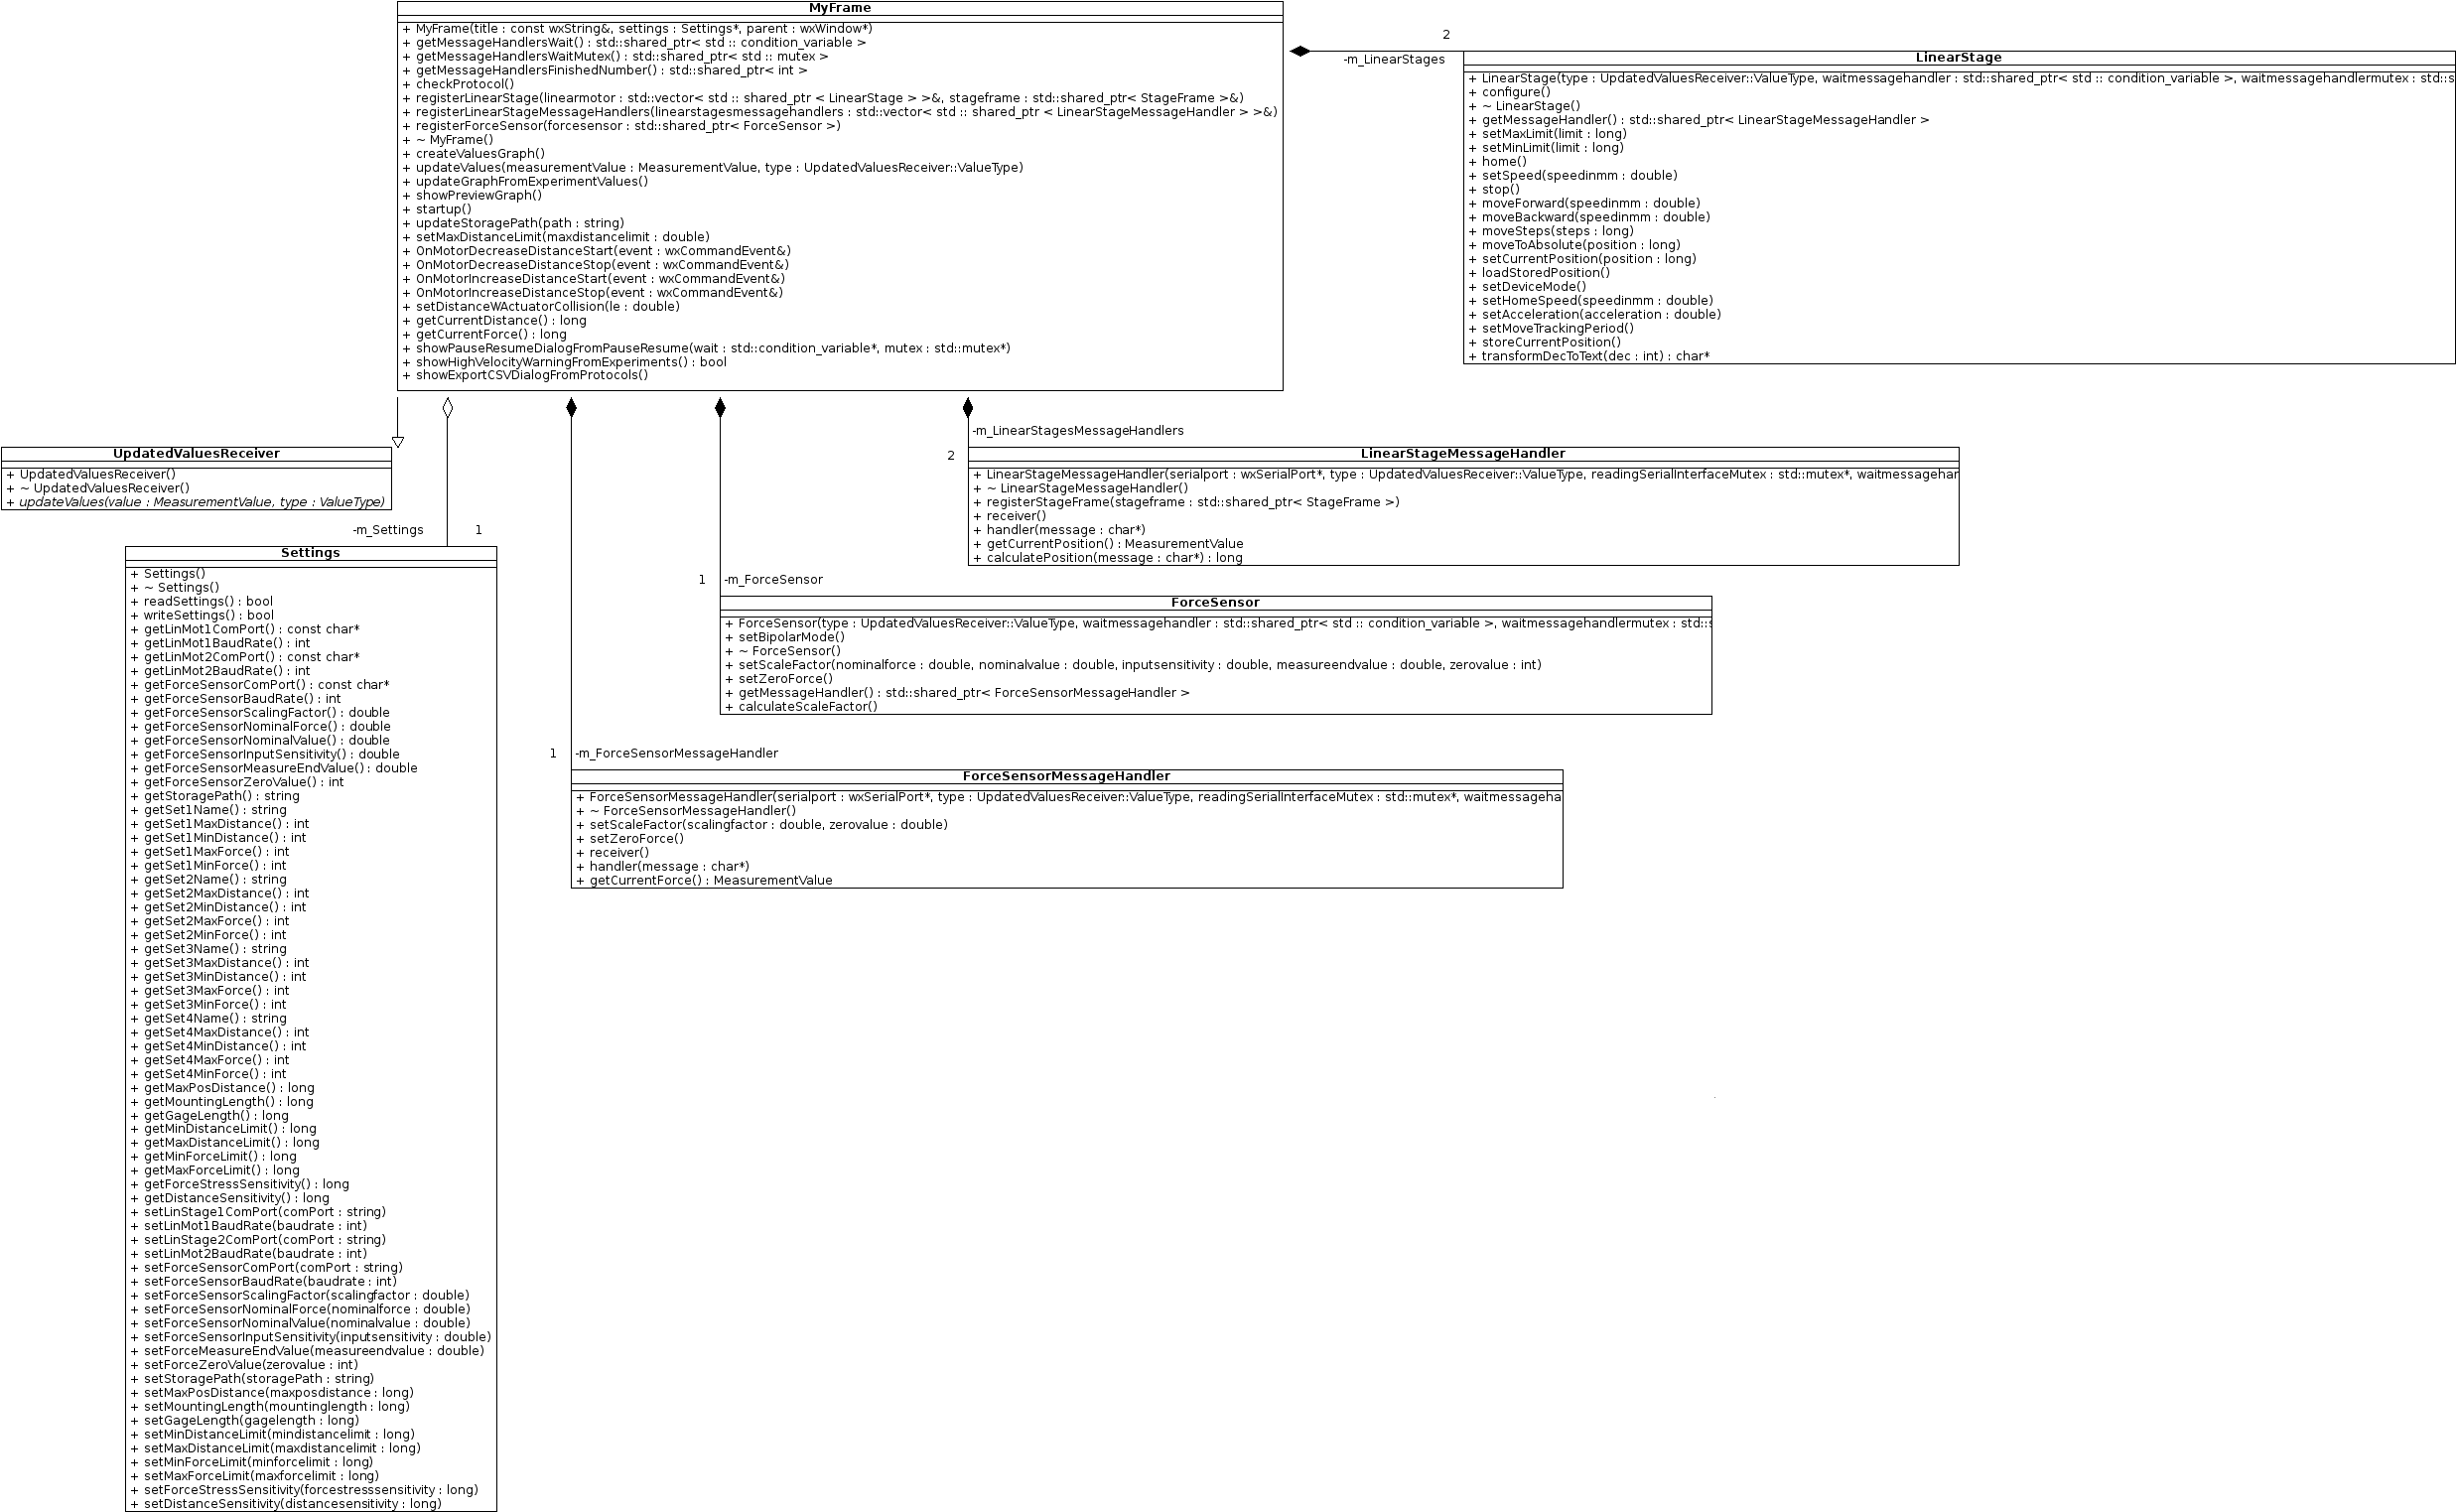 MyFrame
+ MyFrame(title : const wxString&, settings : Settings*, parent : wxWindow*)
+ getMessageHandlersWait() : std::shared_ptr< std :: condition_variable >
+ getMessageHandlersWaitMutex() : std::shared_ptr< std :: mutex >
+ getMessageHandlersFinishedNumber() : std::shared_ptr< int >
+ checkProtocol()
+ registerLinearStage(linearmotor : std::vector< std :: shared_ptr < LinearStage > >&, stageframe : std::shared_ptr< StageFrame >&)
+ registerLinearStageMessageHandlers(linearstagesmessagehandlers : std::vector< std :: shared_ptr < LinearStageMessageHandler > >&)
+ registerForceSensor(forcesensor : std::shared_ptr< ForceSensor >)
+ ~ MyFrame()
+ createValuesGraph()
+ updateValues(measurementValue : MeasurementValue, type : UpdatedValuesReceiver::ValueType)
+ updateGraphFromExperimentValues()
+ showPreviewGraph()
+ startup()
+ updateStoragePath(path : string)
+ setMaxDistanceLimit(maxdistancelimit : double)
+ OnMotorDecreaseDistanceStart(event : wxCommandEvent&)
+ OnMotorDecreaseDistanceStop(event : wxCommandEvent&)
+ OnMotorIncreaseDistanceStart(event : wxCommandEvent&)
+ OnMotorIncreaseDistanceStop(event : wxCommandEvent&)
+ setDistanceWActuatorCollision(le : double)
+ getCurrentDistance() : long
+ getCurrentForce() : long
+ showPauseResumeDialogFromPauseResume(wait : std::condition_variable*, mutex : std::mutex*)
+ showHighVelocityWarningFromExperiments() : bool
+ showExportCSVDialogFromProtocols()
2
-m_LinearStages
LinearStage
+ LinearStage(type : UpdatedValuesReceiver::ValueType, waitmessagehandler : std::shared_ptr< std :: condition_variable >, waitmessagehandlermutex : std::s
+ configure()
+ ~ LinearStage()
+ getMessageHandler() : std::shared_ptr< LinearStageMessageHandler >
+ setMaxLimit(limit : long)
+ setMinLimit(limit : long)
+ home()
+ setSpeed(speedinmm : double)
+ stop()
+ moveForward(speedinmm : double)
+ moveBackward(speedinmm : double)
+ moveSteps(steps : long)
+ moveToAbsolute(position : long)
+ setCurrentPosition(position : long)
+ loadStoredPosition()
+ setDeviceMode()
+ setHomeSpeed(speedinmm : double)
+ setAcceleration(acceleration : double)
+ setMoveTrackingPeriod()
+ storeCurrentPosition()
+ transformDecToText(dec : int) : char*
UpdatedValuesReceiver
+ UpdatedValuesReceiver()
+ ~ UpdatedValuesReceiver()
+ updateValues(value : MeasurementValue, type : ValueType)
-m_LinearStagesMessageHandlers
2
LinearStageMessageHandler
+ LinearStageMessageHandler(serialport : wxSerialPort*, type : UpdatedValuesReceiver::ValueType, readingSerialInterfaceMutex : std::mutex*, waitmessagehar
+ ~ LinearStageMessageHandler()
+ registerStageFrame(stageframe : std::shared_ptr< StageFrame >)
+ receiver()
+ handler(message : char*)
+ getCurrentPosition() : MeasurementValue
+ calculatePosition(message : char*) : long
-m_Settings
1
Settings
+ Settings()
+ ~ Settings()
+ readSettings() : bool
+ writeSettings() : bool
+ getLinMot1ComPort() : const char*
+ getLinMot1BaudRate() : int
+ getLinMot2ComPort() : const char*
+ getLinMot2BaudRate() : int
+ getForceSensorComPort() : const char*
+ getForceSensorBaudRate() : int
+ getForceSensorScalingFactor() : double
+ getForceSensorNominalForce() : double
+ getForceSensorNominalValue() : double
+ getForceSensorInputSensitivity() : double
+ getForceSensorMeasureEndValue() : double
+ getForceSensorZeroValue() : int
+ getStoragePath() : string
+ getSet1Name() : string
+ getSet1MaxDistance() : int
+ getSet1MinDistance() : int
+ getSet1MaxForce() : int
+ getSet1MinForce() : int
+ getSet2Name() : string
+ getSet2MaxDistance() : int
+ getSet2MinDistance() : int
+ getSet2MaxForce() : int
+ getSet2MinForce() : int
+ getSet3Name() : string
+ getSet3MaxDistance() : int
+ getSet3MinDistance() : int
+ getSet3MaxForce() : int
+ getSet3MinForce() : int
+ getSet4Name() : string
+ getSet4MaxDistance() : int
+ getSet4MinDistance() : int
+ getSet4MaxForce() : int
+ getSet4MinForce() : int
+ getMaxPosDistance() : long
+ getMountingLength() : long
+ getGageLength() : long
+ getMinDistanceLimit() : long
+ getMaxDistanceLimit() : long
+ getMinForceLimit() : long
+ getMaxForceLimit() : long
+ getForceStressSensitivity() : long
+ getDistanceSensitivity() : long
+ setLinStage1ComPort(comPort : string)
+ setLinMot1BaudRate(baudrate : int)
+ setLinStage2ComPort(comPort : string)
+ setLinMot2BaudRate(baudrate : int)
+ setForceSensorComPort(comPort : string)
+ setForceSensorBaudRate(baudrate : int)
+ setForceSensorScalingFactor(scalingfactor : double)
+ setForceSensorNominalForce(nominalforce : double)
+ setForceSensorNominalValue(nominalvalue : double)
+ setForceSensorInputSensitivity(inputsensitivity : double)
+ setForceMeasureEndValue(measureendvalue : double)
+ setForceZeroValue(zerovalue : int)
+ setStoragePath(storagePath : string)
+ setMaxPosDistance(maxposdistance : long)
+ setMountingLength(mountinglength : long)
+ setGageLength(gagelength : long)
+ setMinDistanceLimit(mindistancelimit : long)
+ setMaxDistanceLimit(maxdistancelimit : long)
+ setMinForceLimit(minforcelimit : long)
+ setMaxForceLimit(maxforcelimit : long)
+ setForceStressSensitivity(forcestresssensitivity : long)
+ setDistanceSensitivity(distancesensitivity : long)
1
-m_ForceSensor
ForceSensor
+ ForceSensor(type : UpdatedValuesReceiver::ValueType, waitmessagehandler : std::shared_ptr< std :: condition_variable >, waitmessagehandlermutex : std::s
+ setBipolarMode()
+ ~ ForceSensor()
+ setScaleFactor(nominalforce : double, nominalvalue : double, inputsensitivity : double, measureendvalue : double, zerovalue : int)
+ setZeroForce()
+ getMessageHandler() : std::shared_ptr< ForceSensorMessageHandler >
+ calculateScaleFactor()
1
-m_ForceSensorMessageHandler
ForceSensorMessageHandler
+ ForceSensorMessageHandler(serialport : wxSerialPort*, type : UpdatedValuesReceiver::ValueType, readingSerialInterfaceMutex : std::mutex*, waitmessageha
+ ~ ForceSensorMessageHandler()
+ setScaleFactor(scalingfactor : double, zerovalue : double)
+ setZeroForce()
+ receiver()
+ handler(message : char*)
+ getCurrentForce() : MeasurementValue